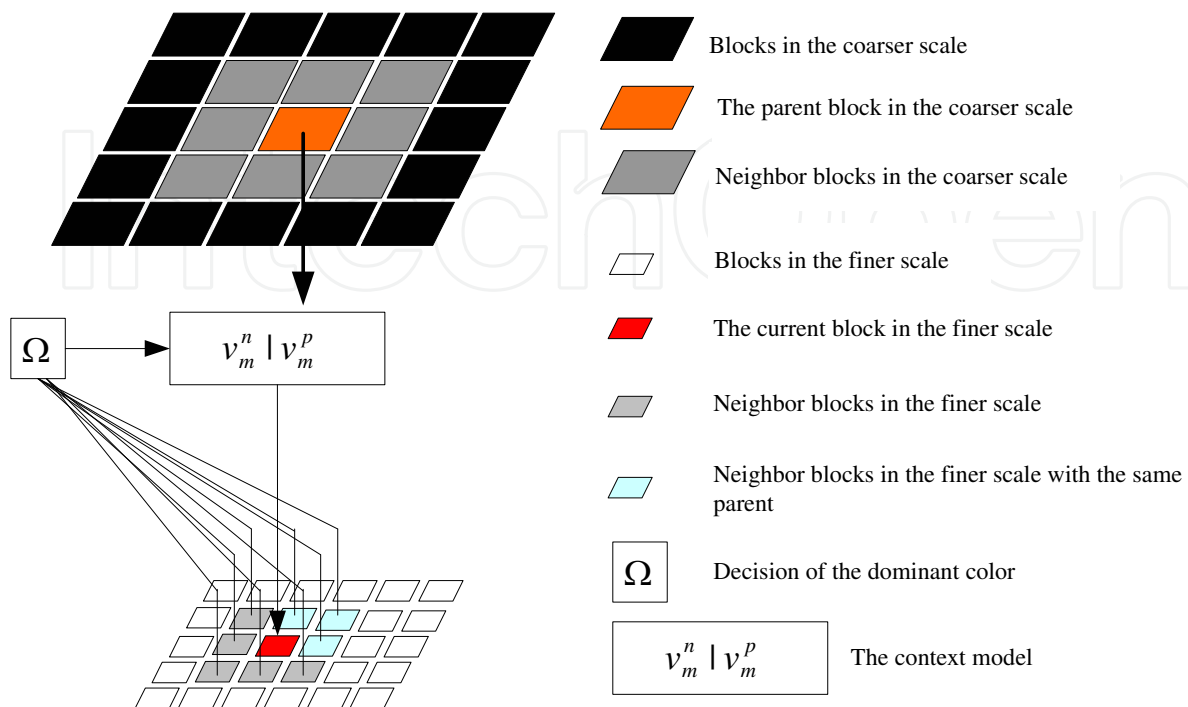 Blocks in the coarser scale
The parent block in the coarser scale
Neighbor blocks in the coarser scale
Blocks in the finer scale
Ω
v_m^n | v_m^p
The current block in the finer scale
Neighbor blocks in the finer scale
Neighbor blocks in the finer scale with the same
parent
Ω
Decision of the dominant color
v_m^n | v_m^p
The context model
IntechOpen